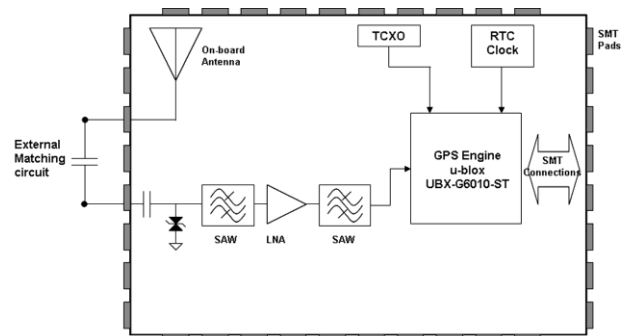 On-board
Antenna
TCXO
RTC
Clock
SMT
Pads
External
Matching
circuit
GPS Engine
u-blox
UBX-G6010-ST
SMT
Connections
SAW
LNA
SAW